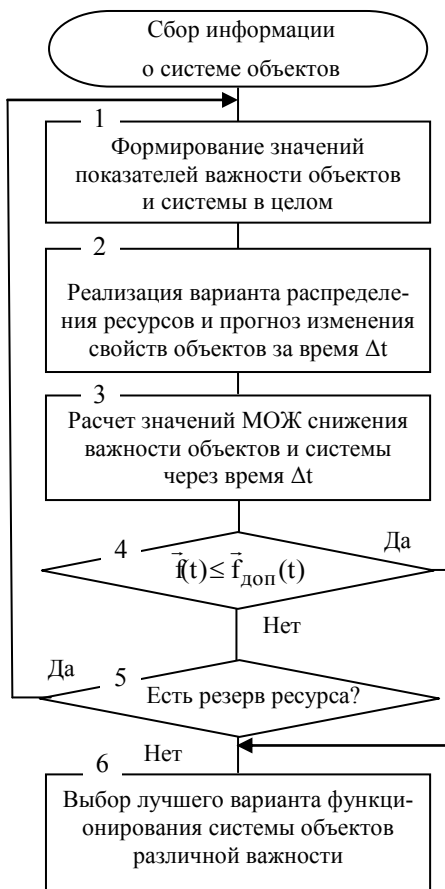 Сбор информации
о системе объектов
1
Формирование значений
показателей важности объектов
и системы в целом
2
Реализация варианта распределе-
ния ресурсов и прогноз изменения
свойств объектов за время Δt
3
Расчет значений МОЖ снижения
важности объектов и системы
через время Δt
4
Да
f⃗(t) ≤ f⃗доп(t)
Нет
Да
5
Есть резерв ресурса?
Нет
6
Выбор лучшего варианта функци-
онирования системы объектов
различной важности